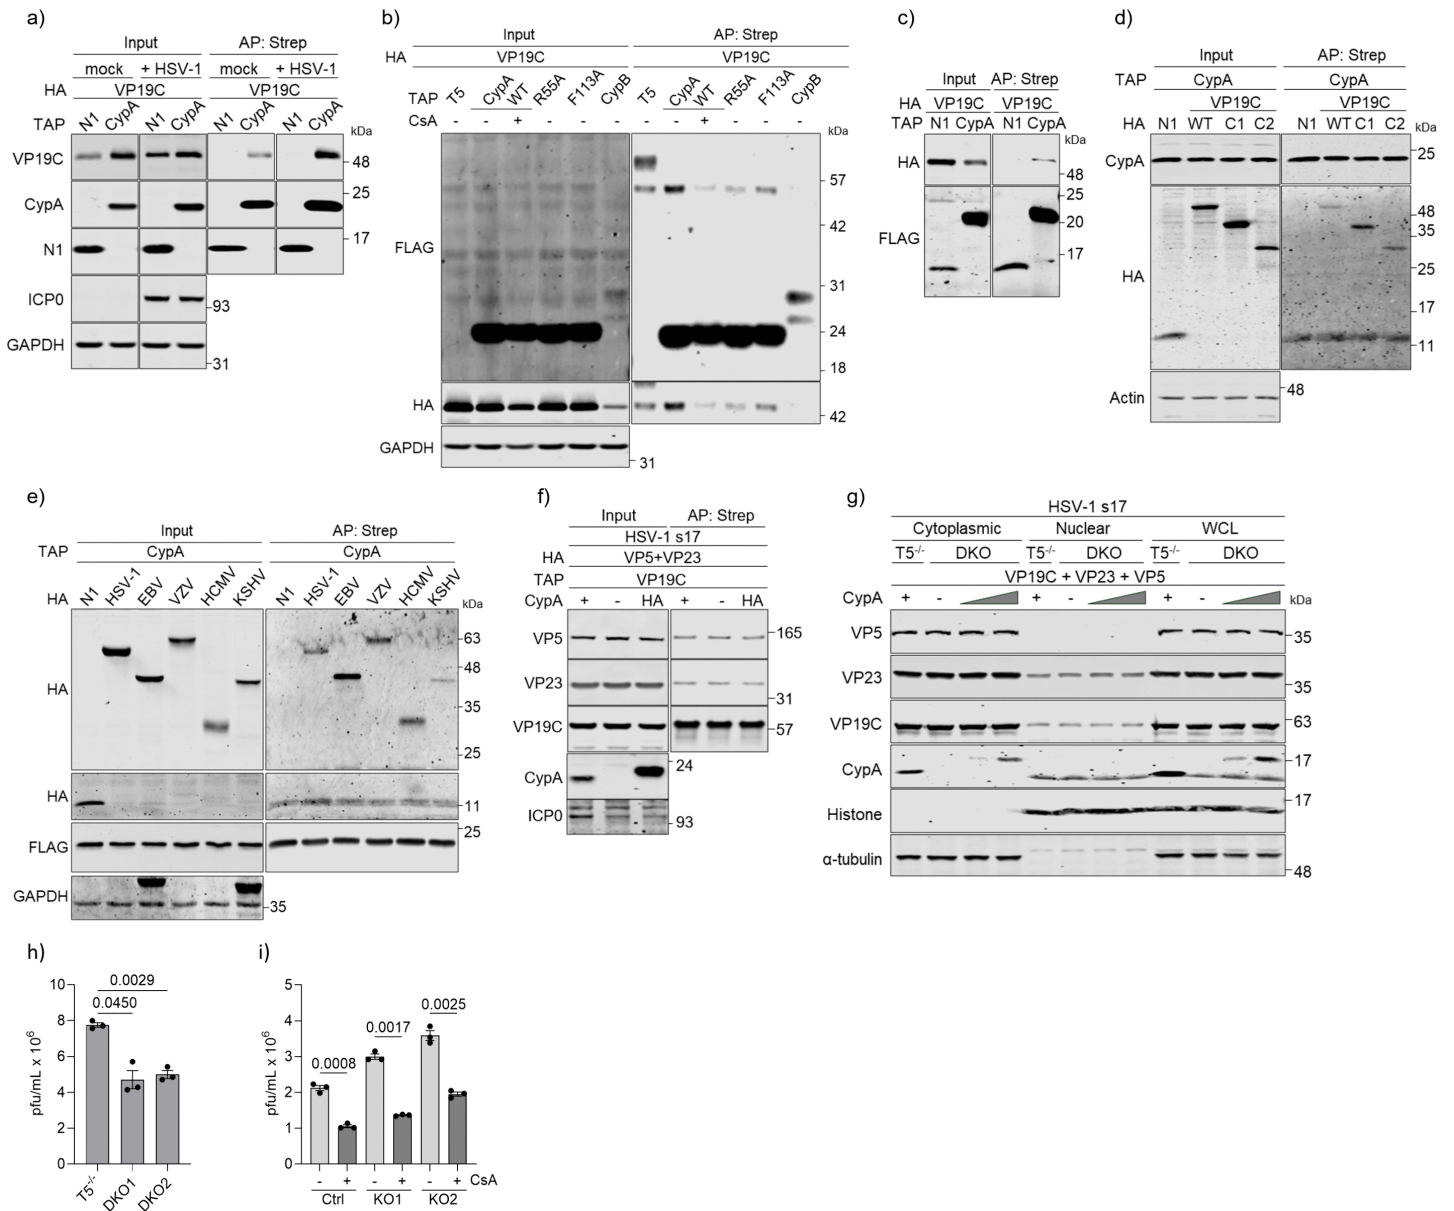 a)
Input AP: Strep
mock + HSV-1 mock + HSV-1
HA VP19C VP19C
TAP N1 CypA N1 CypA N1 CypA N1 CypA
kDa
VP19C 48
25
CypA
17
N1
ICP0 93
GAPDH
31
b)
Input AP: Strep
HA VP19C VP19C
TAP T5 CypA WT R55A F113A CypB T5 CypA WT R55A F113A CypB
CsA - - + - - - - - + - - -
kDa
57
42
FLAG
31
24
18
HA
42
GAPDH
31
c)
Input AP: Strep
HA VP19C VP19C
TAP N1 CypA N1 CypA
kDa
HA
48
25
20
FLAG
17
d)
Input AP: Strep
TAP CypA CypA
VP19C VP19C
HA N1 WT C1 C2 N1 WT C1 C2
kDa
CypA 25
48
35
HA 25
17
11
48
Actin
e)
Input AP: Strep
TAP CypA CypA
HA N1 HSV-1 EBV VZV HCMV KSHV N1 HSV-1 EBV VZV HCMV KSHV
kDa
63
48
HA
35
25
HA 11
25
FLAG
GAPDH 35
f)
Input AP: Strep
HSV-1 s17
HA VP5+VP23
TAP VP19C
CypA + - HA + - HA
VP5 165
VP23
31
VP19C 57
24
CypA
ICP0 93
g)
HSV-1 s17
Cytoplasmic Nuclear WCL
T5-/- DKO T5-/- DKO T5-/- DKO
VP19C + VP23 + VP5
CypA + - + - + -
kDa
VP5 35
VP23
35
VP19C 63
CypA 17
Histone 17
α-tubulin
48
h)
pfu/mL x 10⁶
10
8
6
4
2
0
0.0029
0.0450
T5-/- DKO1 DKO2
i)
pfu/mL x 10⁶
5
4
3
2
1
0
0.0008 0.0017 0.0025
- + - + - + CsA
Ctrl KO1 KO2